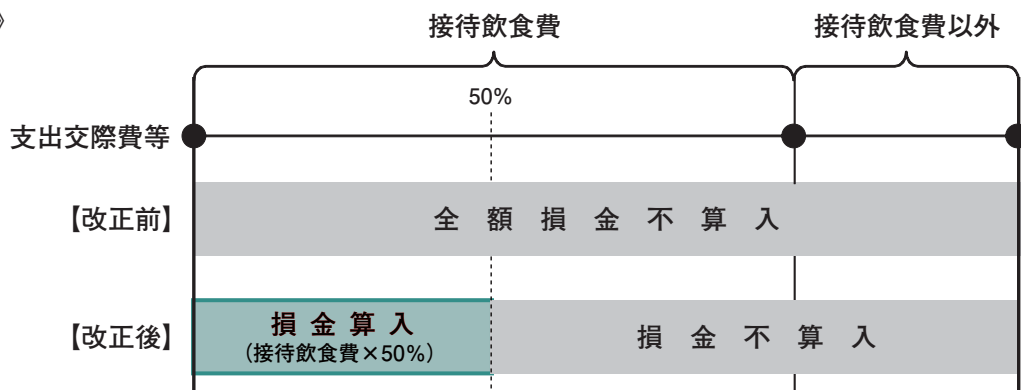 》
接待飲食費
接待飲食費以外
50%
支出交際費等
【改正前】
全額損金不算入
【改正後】
損金算入
(接待飲食費×50%)
損金不算入